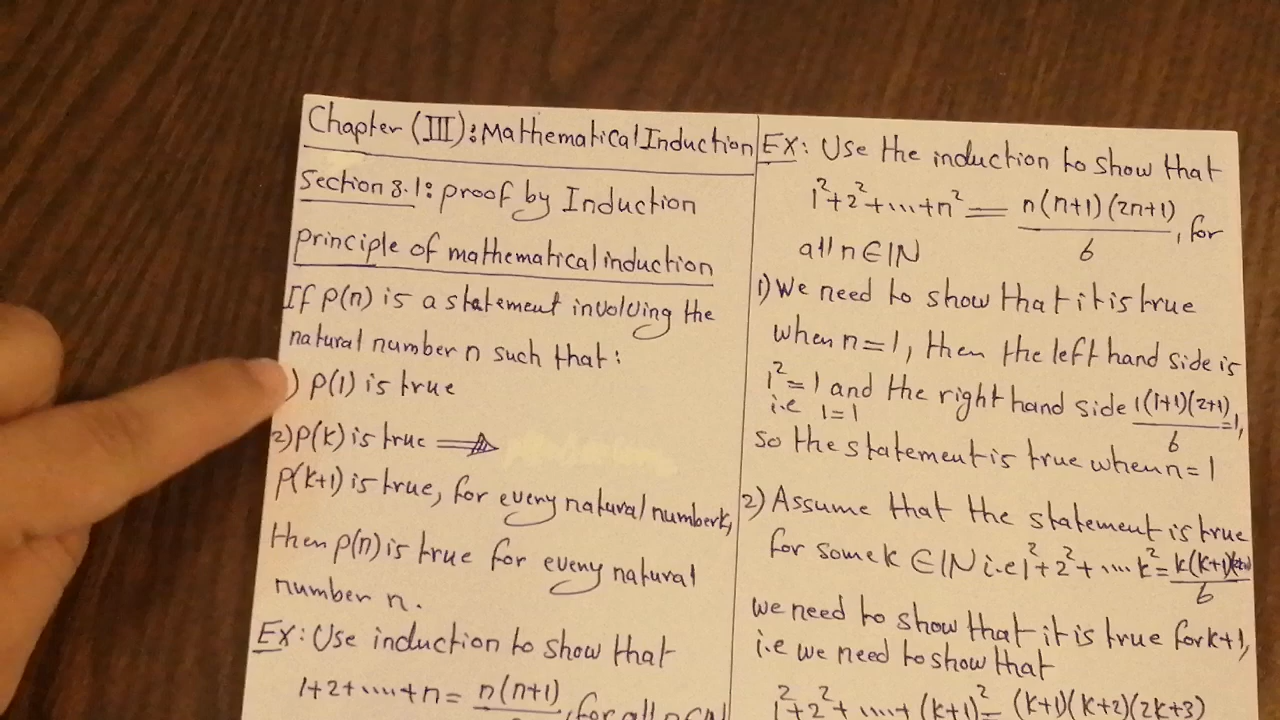 Chapter (III): Mathematical Induction
Section 3.1: proof by Induction
principle of mathematical induction
If P(n) is a statement involving the
natural number n such that:
1) P(1) is true
2) P(k) is true ⇒
P(k+1) is true, for every natural number k,
then p(n) is true for every natural
number n.
EX: Use induction to show that
1+2+.....+n = n(n+1)
, for all n ∈ IN
EX: Use the induction to show that
1²+2²+....+n² = n(n+1)(2n+1)/6, for
all n ∈ IN
1) We need to show that it is true
when n=1, then the left hand side is
1²=1 and the right hand side 1(1+1)(2+1)/6 =1,
i.e 1=1
so the statement is true when n=1
2) Assume that the statement is true
for some k ∈ IN i.e 1²+2²+....k² = k(k+1)/6
we need to show that it is true for k+1,
i.e we need to show that
1²+2²+....+(k+1)² = (k+1)(k+2)(2k+3)